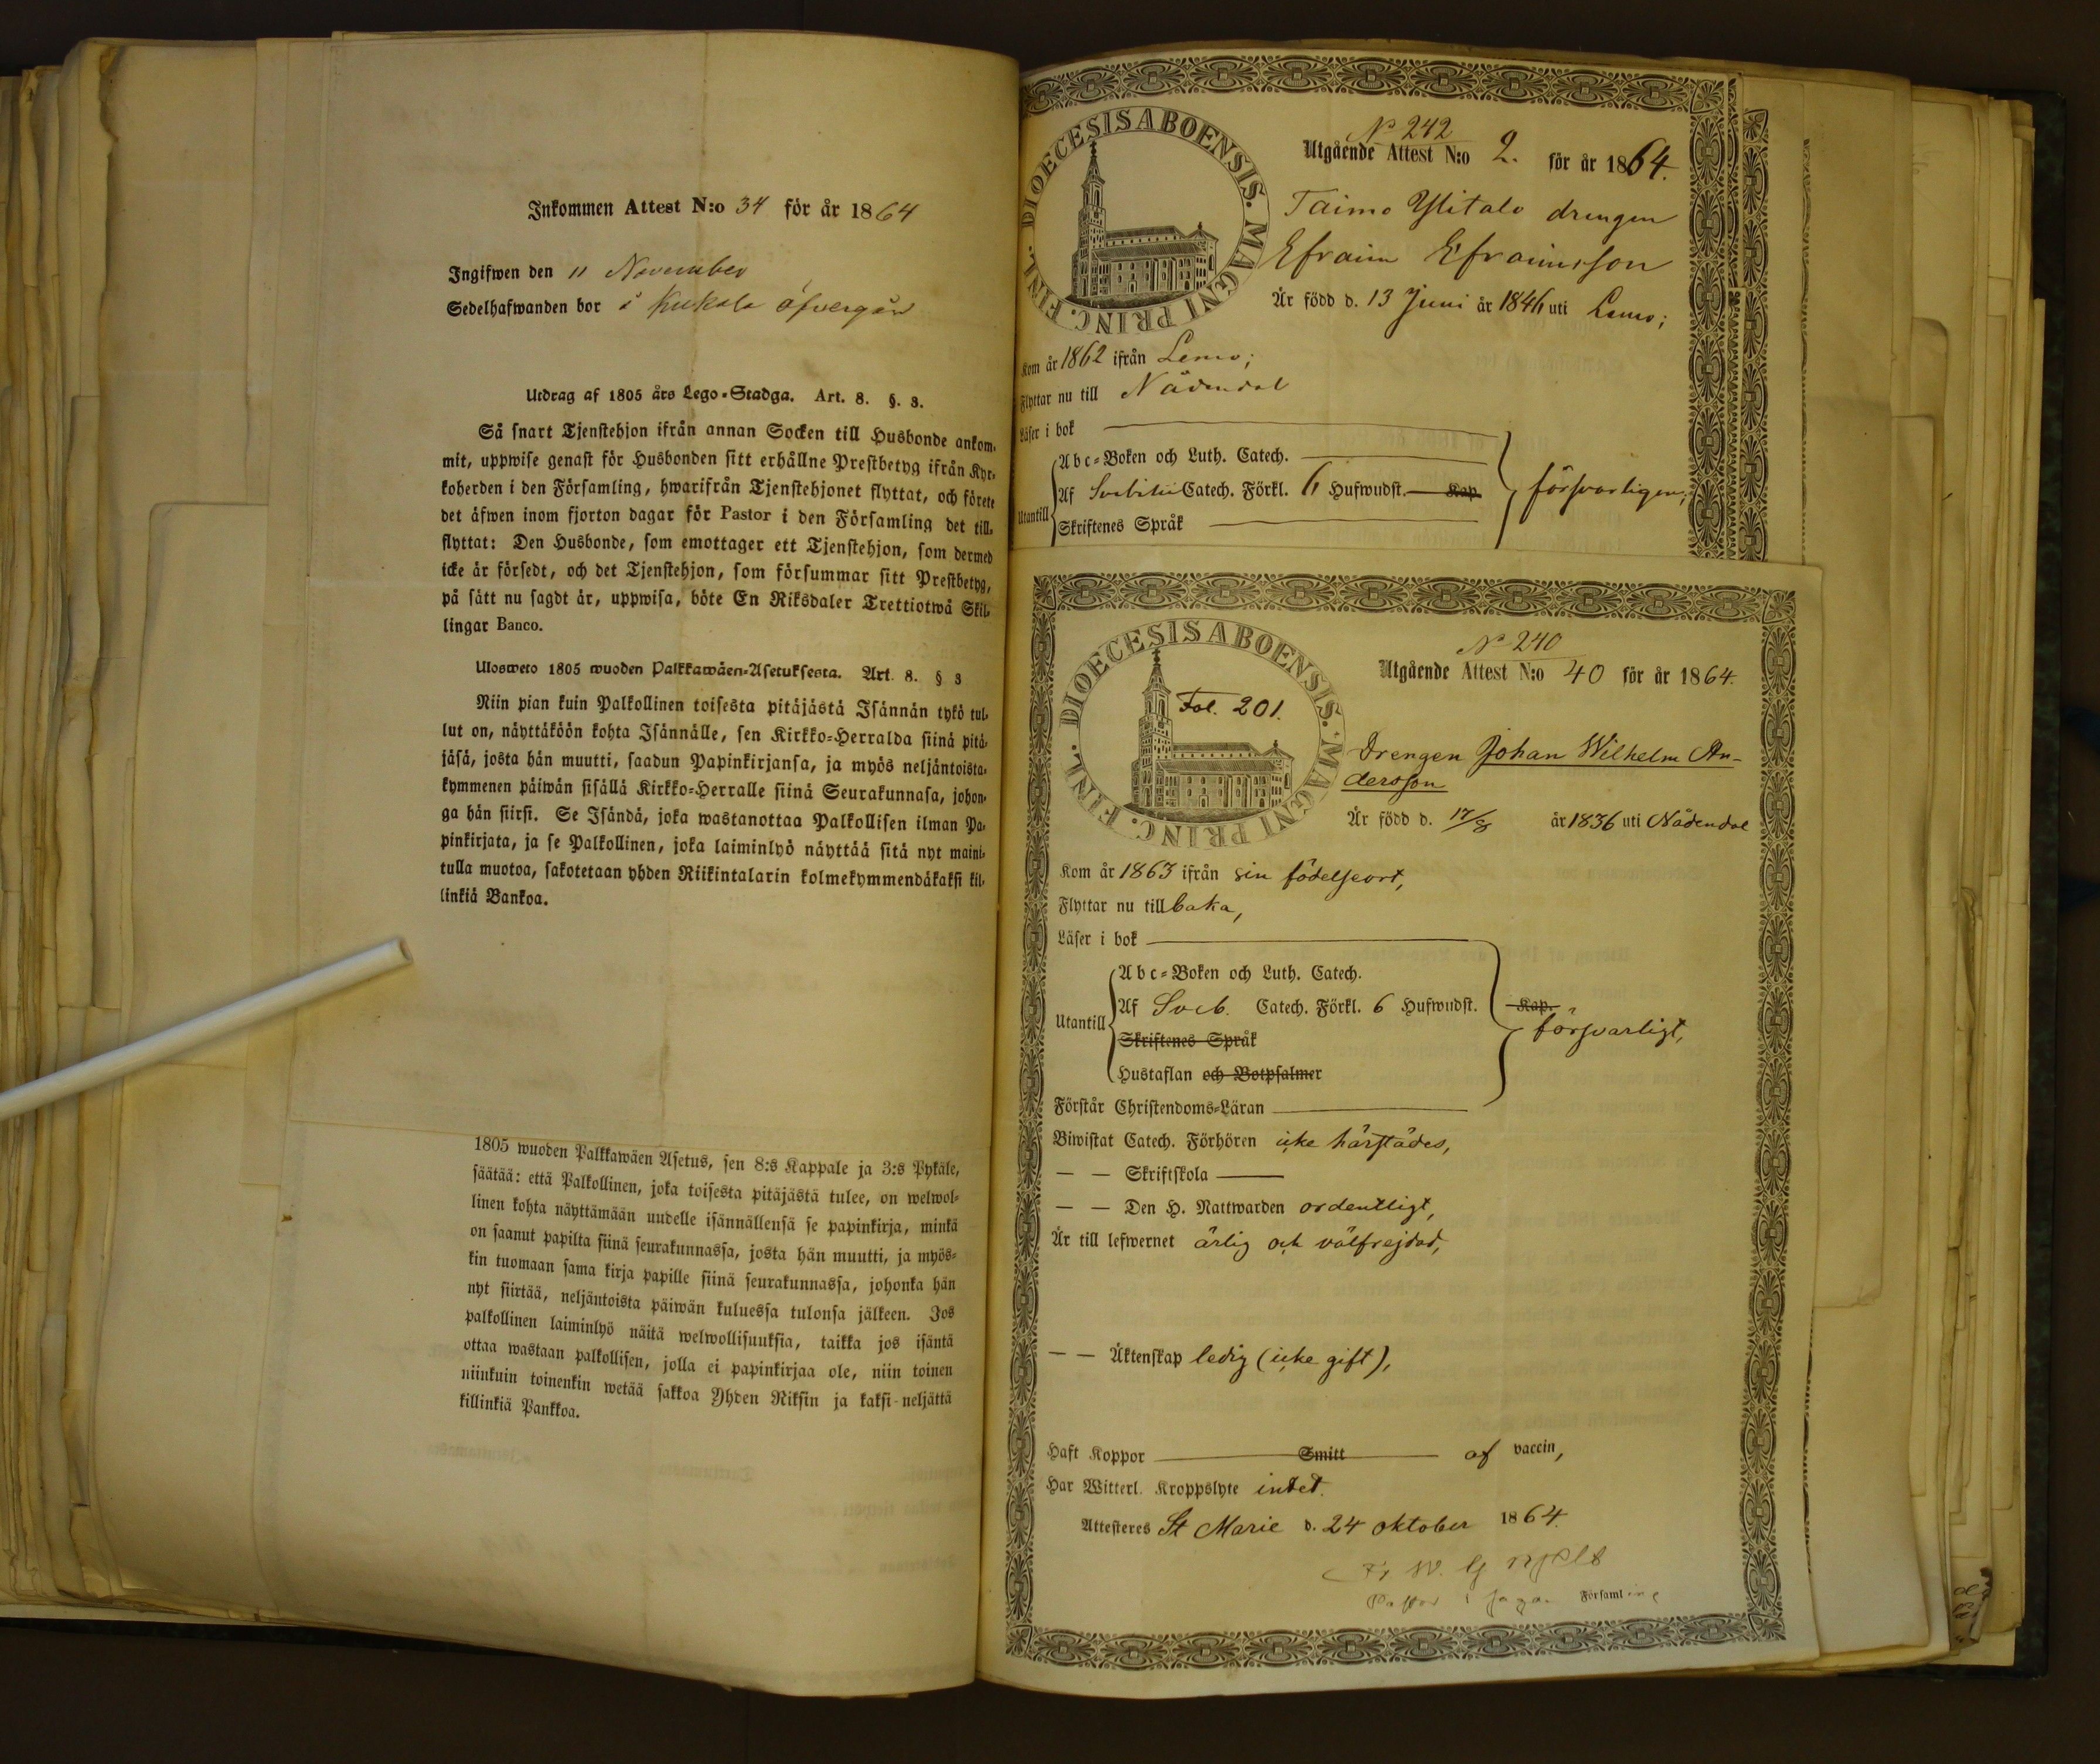 Inkommen Attest N:o 34 för år 1864
Ingifwen den 11 November
Sedelhafwanden bor i Kukola öfvergård
Utdrag af 1805 års Lego-Stadga. Art. 8. §. 3.
Så snart Tjenstehjon ifrån annan Socken till Husbonde ankom-
mit, uppwise genast för Husbonden sitt erhållne Prestbetyg ifrån Kyr-
koherden i den Församling, hwarifrån Tjenstehjonet flyttat, och förete
det äfwen inom fjorton dagar för Pastor i den Församling det till-
flyttat: Den Husbonde, som emottager ett Tjenstehjon, som dermed
icke är försedt, och det Tjenstehjon, som försummar sitt Prestbetyg,
på sätt nu sagdt är, uppwisa, böte En Riksdaler Trettiotwå Skil-
lingar Banco.
Ulosweto 1805 wuoden Palkkawäen-Asetuksesta. Art. 8. § 3
Niin pian kuin Palkollinen toisesta pitäjästä Isännän tykö tul-
lut on, näyttäköön kohta Isännälle, sen Kirkko-Herralda siinä pitä-
jäsä, josta hän muutti, saadun Papinkirjansa, ja myös neljäntoista-
kymmenen päiwän sisällä Kirkko-Herralle siinä Seurakunnasa, johon-
ga hän siirsi. Se Isändä, joka wastanottaa Palkollisen ilman Pa-
pinkirjata, ja se Palkollinen, joka laiminlyö näyttää sitä nyt maini-
tulla muotoa, sakotetaan yhden Riikintalarin kolmekymmendäkaksi kil-
linkiä Bankoa.
1805 wuoden Palkkawäen Asetus, sen 8:s Kappale ja 3:s Pykäle,
säätää: että Palkollinen, joka toisesta pitäjästä tulee, on welwol-
linen kohta näyttämään uudelle isännällensä se papinkirja, minkä
on saanut papilta siinä seurakunnassa, josta hän muutti, ja myös-
kin tuomaan sama kirja papille siinä seurakunnassa, johonka hän
nyt siirtää, neljäntoista päiwän kuluessa tulonsa jälkeen. Jos
palkollinen laiminlyö näitä welwollisuuksia, taikka jos isäntä
ottaa wastaan palkollisen, jolla ei papinkirjaa ole, niin toinen
niinkuin toinenkin wetää sakkoa Yhden Riksin ja kaksi-neljättä
killinkiä Pankkoa.
DIOECESIS ABOENSIS. MAGNI PRINC. FINL.
N° 242
Utgående Attest N:o 2. för år 1864.
Taimo Ylitalo drengen
Efraim Efraimsson
Är född d. 13 Juni år 1846 uti Lemo;
Kom år 1862 ifrån Lemo;
Flyttar nu till Nådendal
Läser i bok
Utantill
Abc-Boken och Luth. Catech.
Af Svebilii Catech. Förkl. 6 Hufwudst. Kap.
Skriftenes Språk
försvarligen;
DIOECESIS ABOENSIS. MAGNI PRINC. FINL.
Fol. 201.
N° 240
Utgående Attest N:o 40 för år 1864.
Drengen Johan Wilhelm An-
dersson
Är född d. 17/8 år 1836 uti Nådendal
Kom år 1863 ifrån sin födelseort,
Flyttar nu tillbaka,
Läser i bok
Utantill
Abc-Boken och Luth. Catech.
Af Sveb. Catech. Förkl. 6 Hufwudst. Kap.
Skriftenes Språk
Hustaflan och Botpsalmer
försvarligt,
Förstår Christendoms-Läran
Biwistat Catech. Förhören icke härstädes,
— — Skriftskola
— — Den H. Nattwarden ordentligt,
Är till lefwernet ärlig och välfrejdad,
— — Äktenskap ledig (icke gift),
Haft Koppor Smitt af vaccin,
Har Witterl. Kroppslyte intet.
Attesteres St Marie d. 24 oktober 1864.
Församling